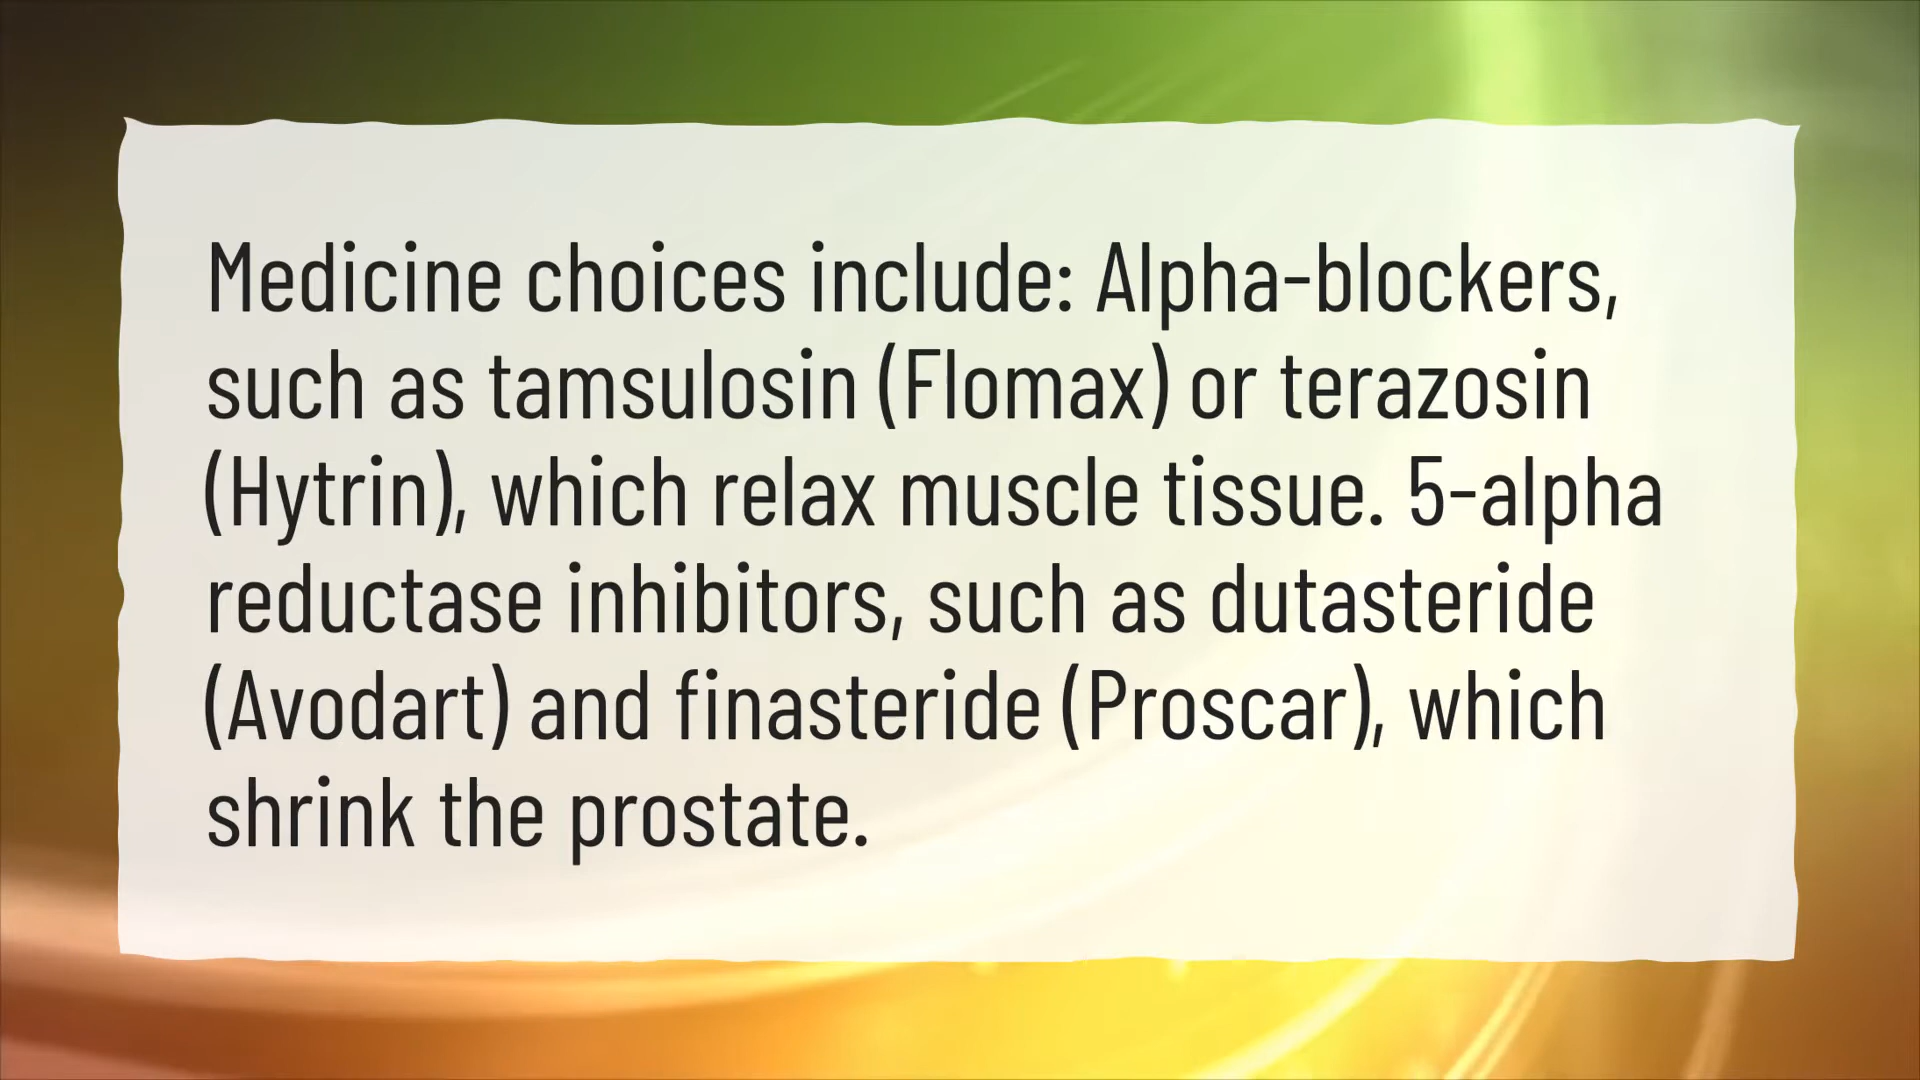 Medicine choices include: Alpha-blockers,
such as tamsulosin (Flomax) or terazosin
(Hytrin), which relax muscle tissue. 5-alpha
reductase inhibitors, such as dutasteride
(Avodart) and finasteride (Proscar), which
shrink the prostate.